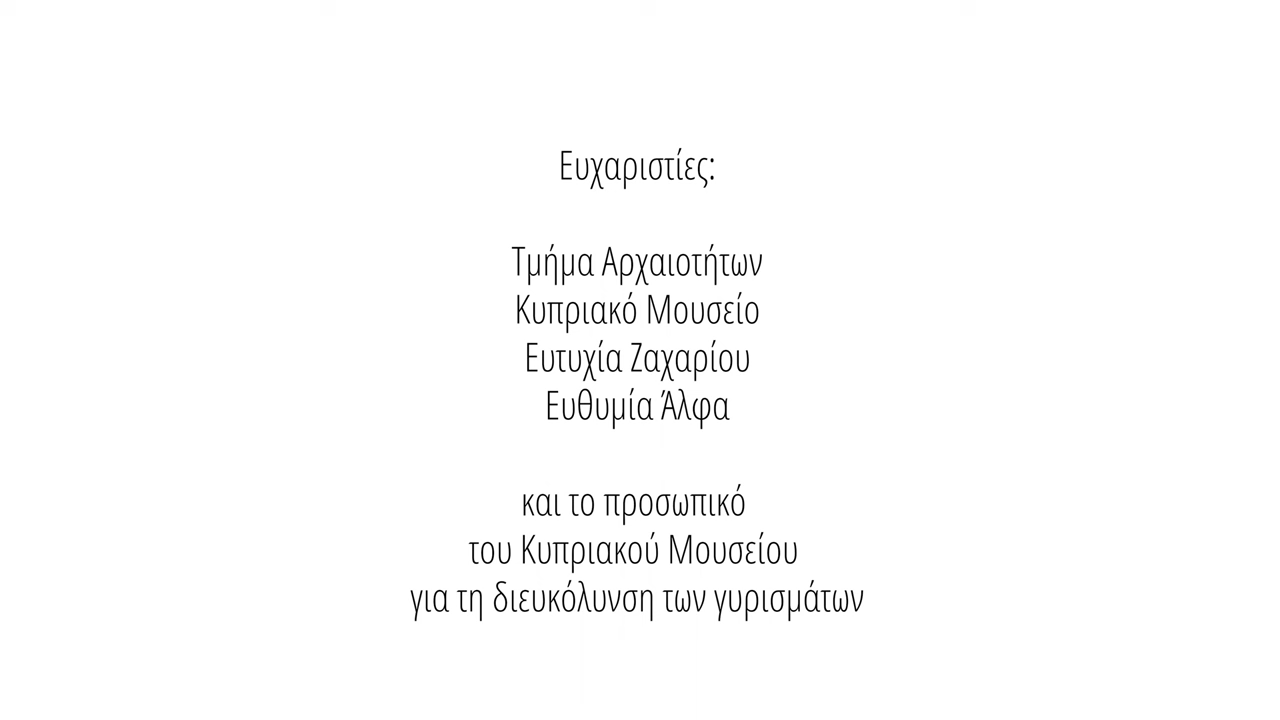 Ευχαριστίες:
Τμήμα Αρχαιοτήτων
Κυπριακό Μουσείο
Ευτυχία Ζαχαρίου
Ευθυμία Άλφα
και το προσωπικό
του Κυπριακού Μουσείου
για τη διευκόλυνση των γυρισμάτων